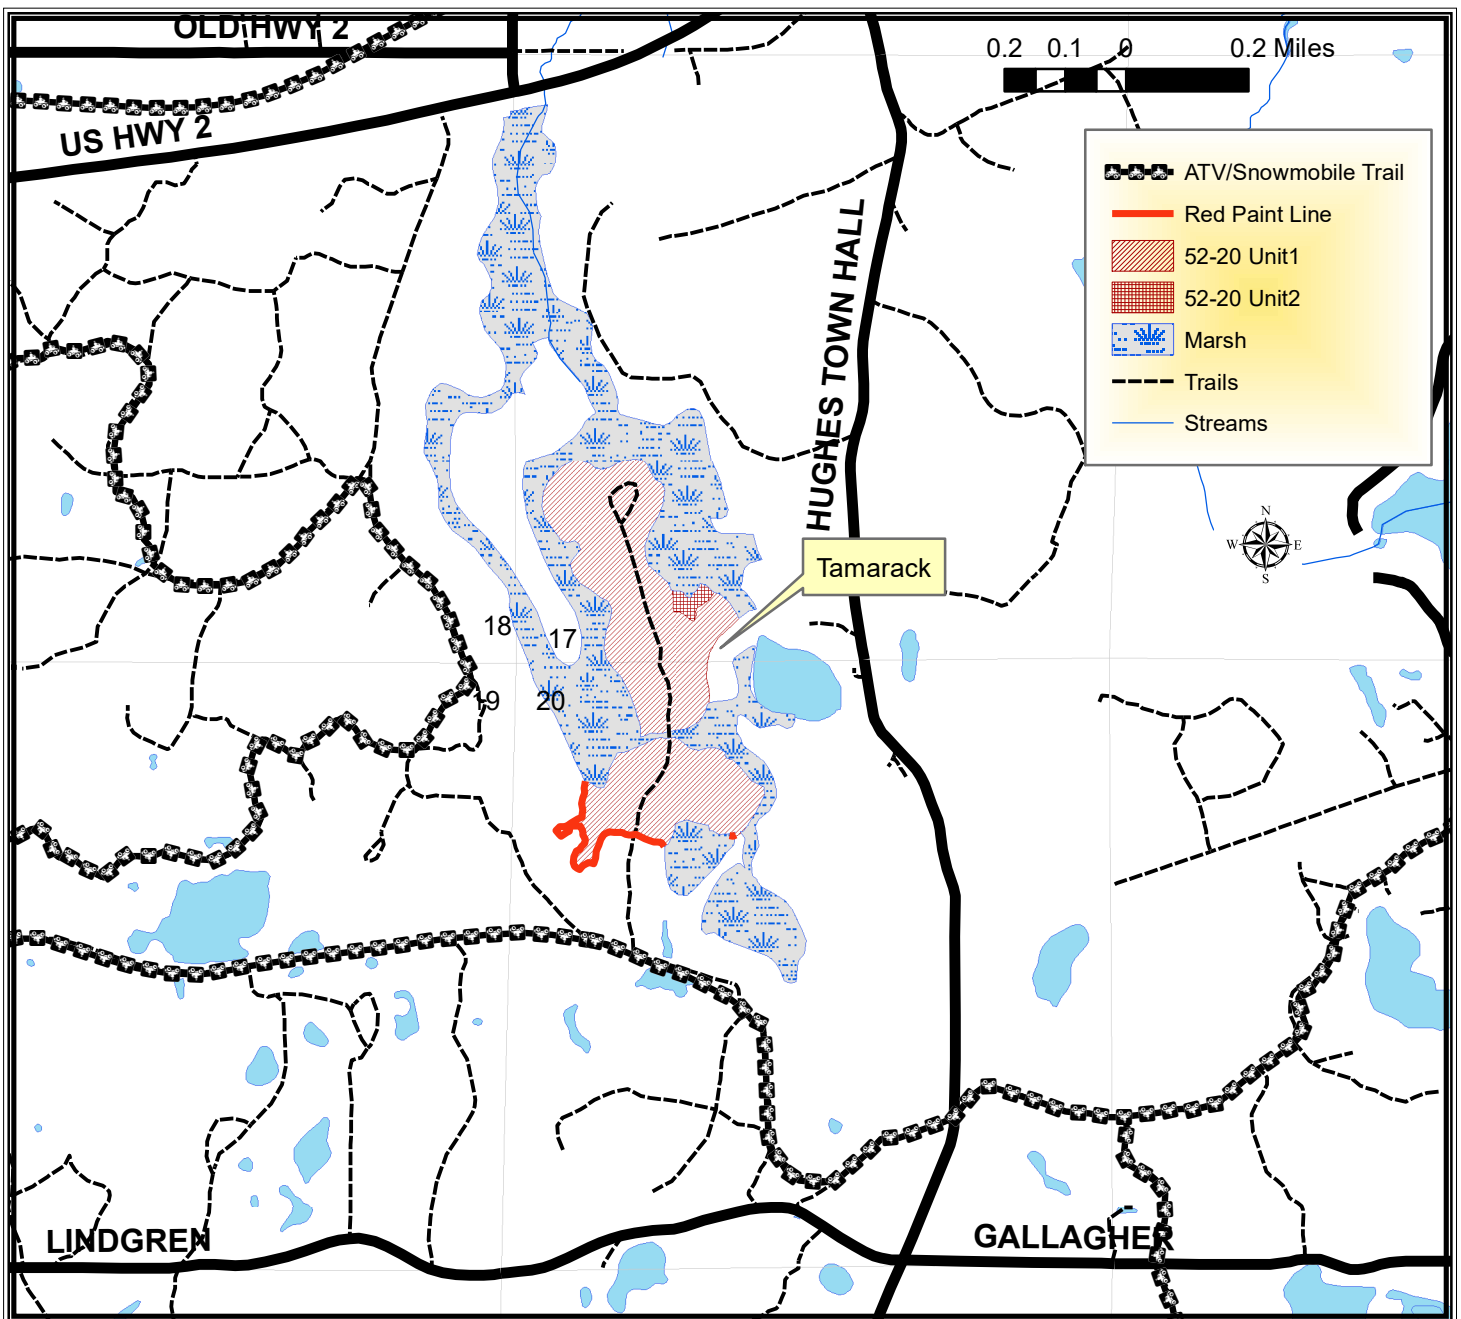 OLD HWY 2
0.2 0.1 0 0.2 Miles
US HWY 2
ATV/Snowmobile Trail
Red Paint Line
52-20 Unit1
52-20 Unit2
Marsh
Trails
Streams
HUGHES TOWN HALL
N
W E
S
Tamarack
18 17
19 20
LINDGREN
GALLAGHER